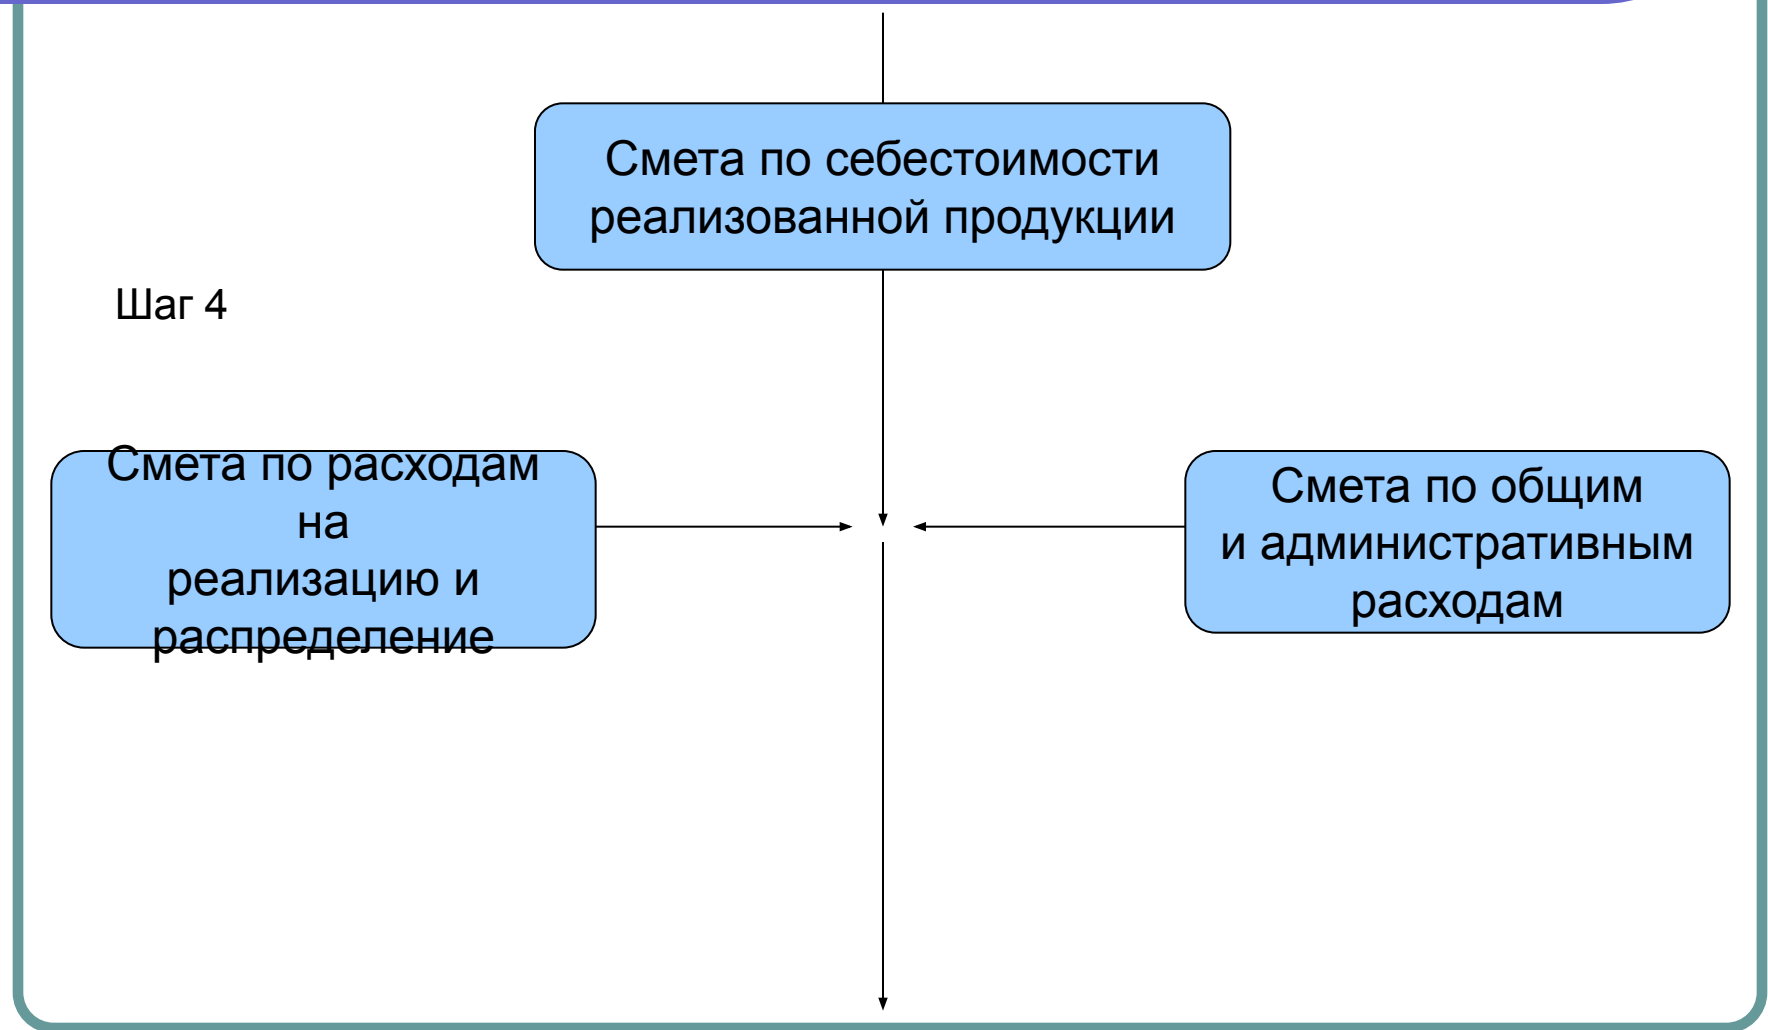 Смета по себестоимости
реализованной продукции
Шаг 4
Смета по расходам
на
реализацию и
распределение
Смета по общим
и административным
расходам